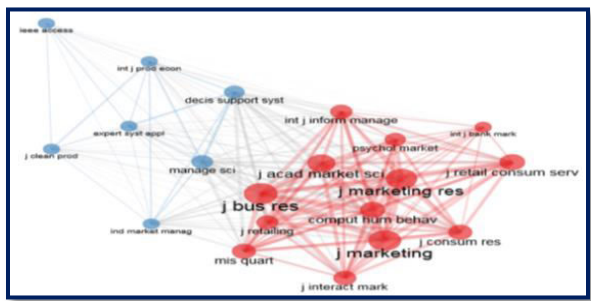 ieee access
int j prod econ
decis support syst
int j inform manage
expert syst appl
int j bank mark
psychol market
j clean prod
manage sci
j acad market sci
j retail consum serv
j marketing res
j bus res
comput hum behav
ind market manag
j retailing
j consum res
j marketing
mis quart
j interact mark